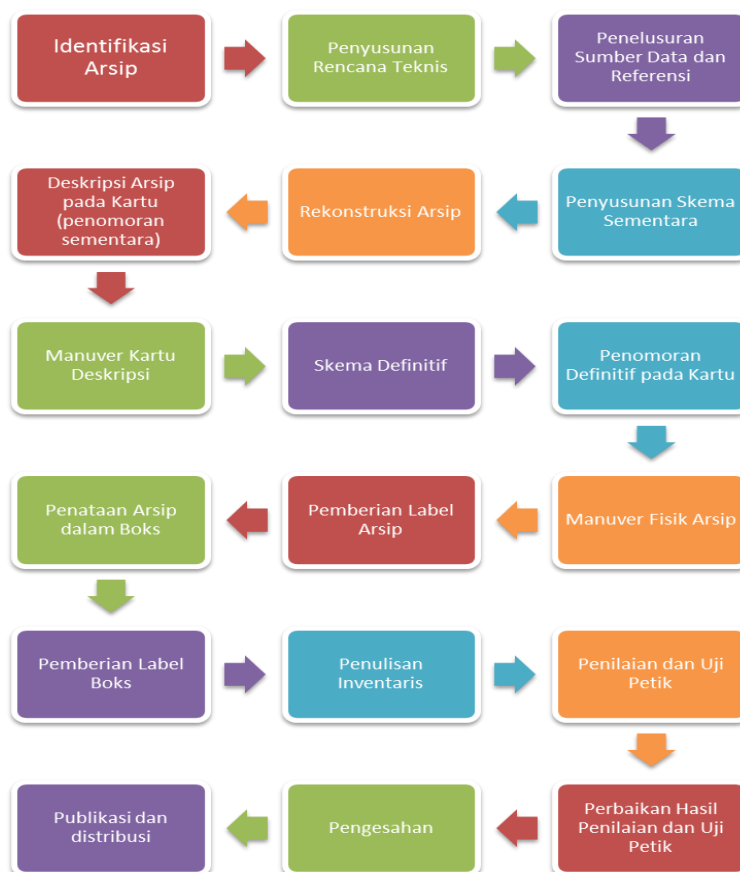 Identifikasi
Arsip
Penyusunan
Rencana Teknis
Penelusuran
Sumber Data dan
Referensi
Penyusunan Skema
Sementara
Rekonstruksi Arsip
Deskripsi Arsip
pada Kartu
(penomoran
sementara)
Manuver Kartu
Deskripsi
Skema Definitif
Penomoran
Definitif pada Kartu
Manuver Fisik Arsip
Pemberian Label
Arsip
Penataan Arsip
dalam Boks
Pemberian Label
Boks
Penulisan
Inventaris
Penilaian dan Uji
Petik
Perbaikan Hasil
Penilaian dan Uji
Petik
Pengesahan
Publikasi dan
distribusi